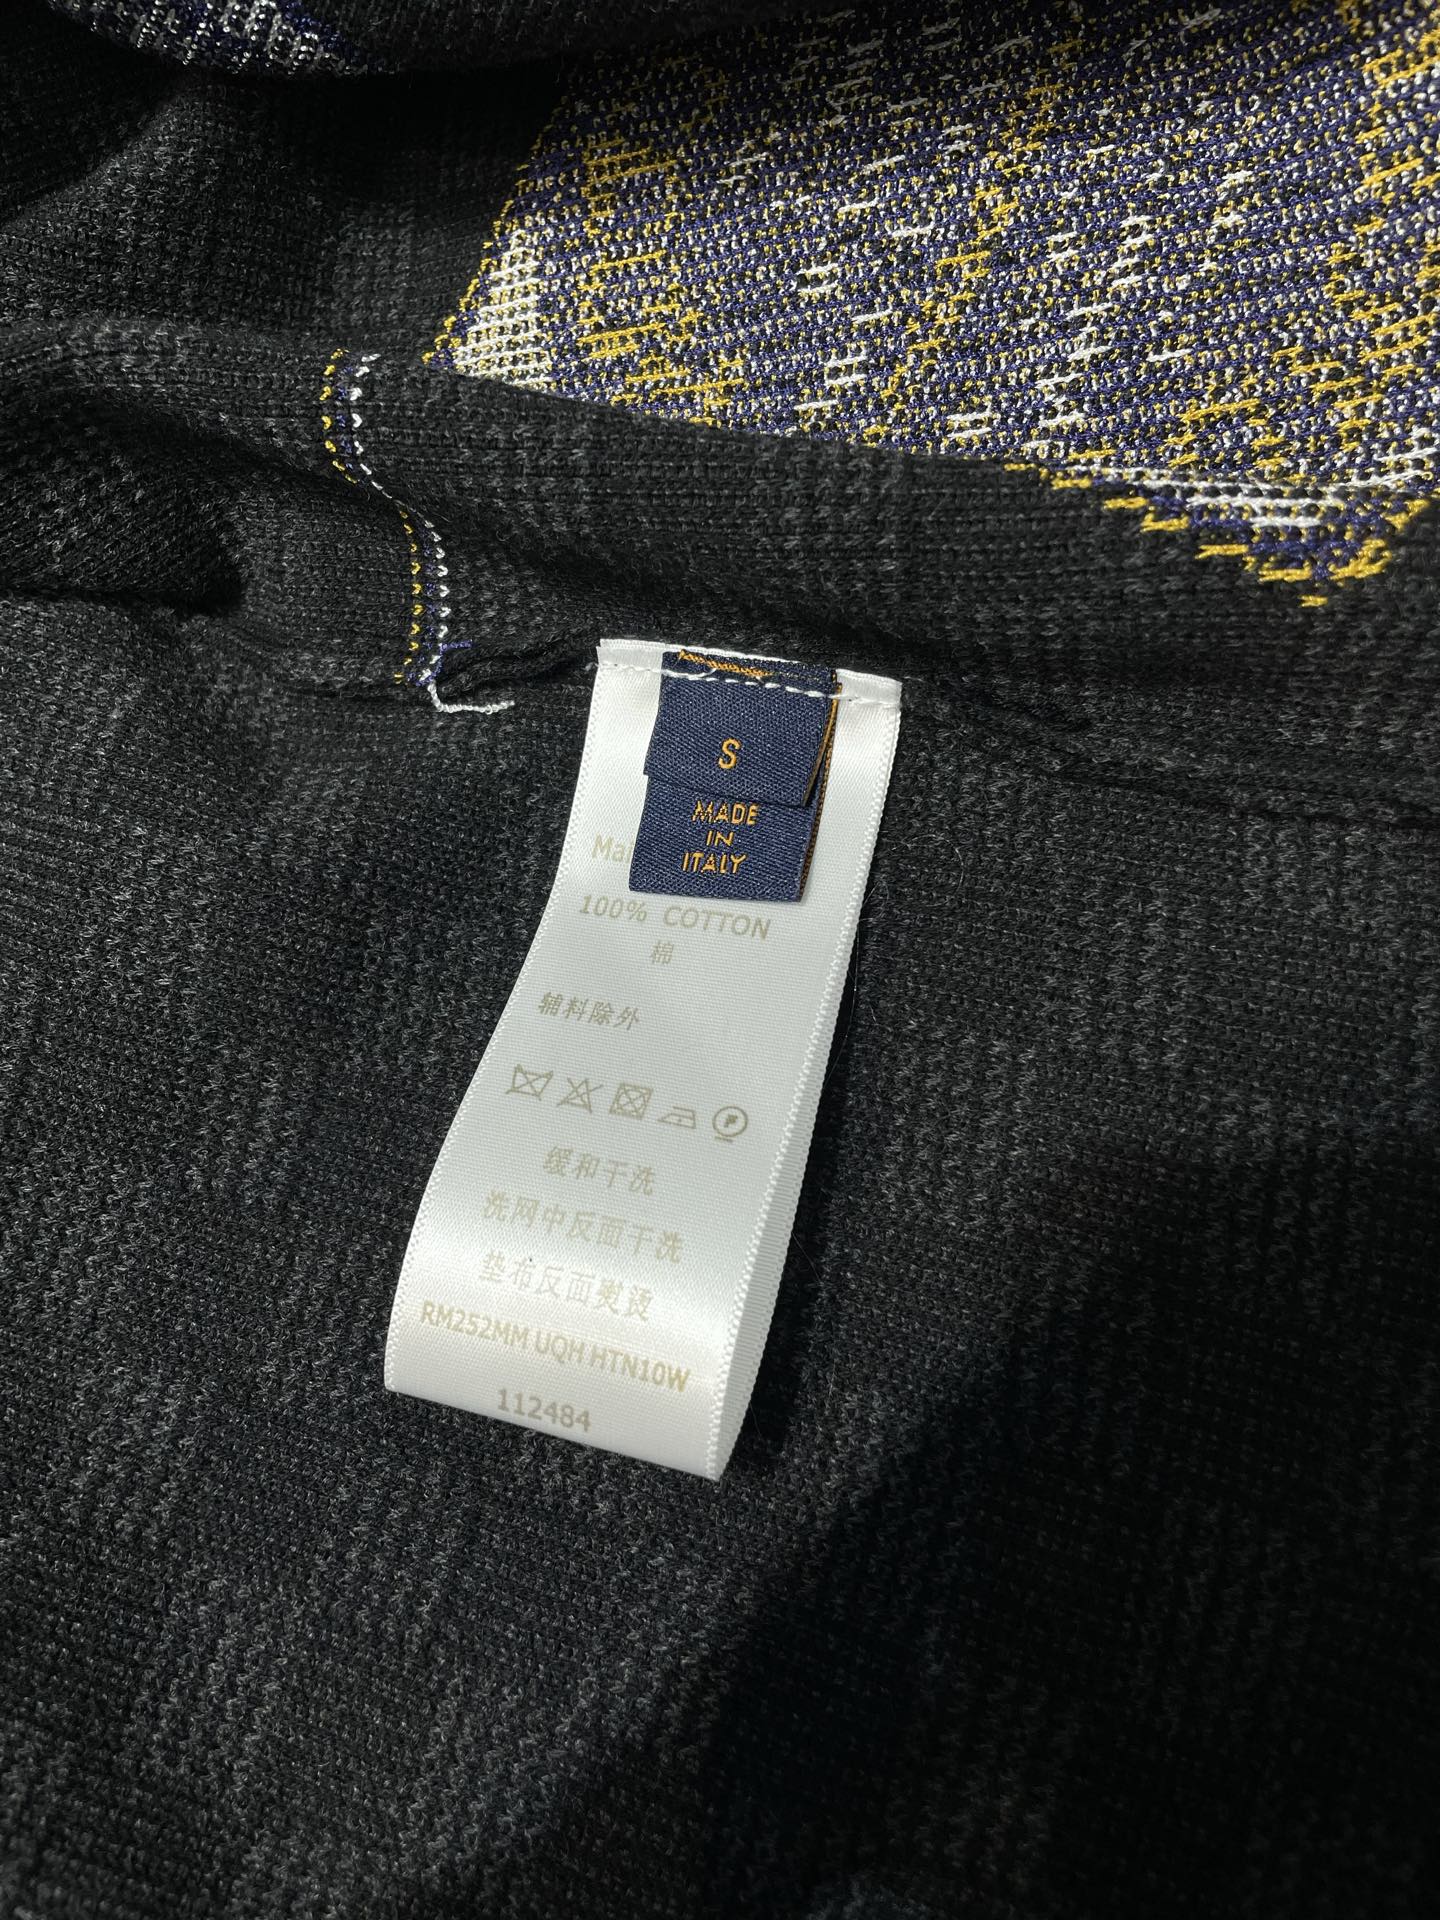 S
MADE
IN
ITALY
100% COTTON
棉
辅料除外
P
缓和干洗
洗网中反面干洗
垫布反面熨烫
RM252MM UQH HTN10W
112484